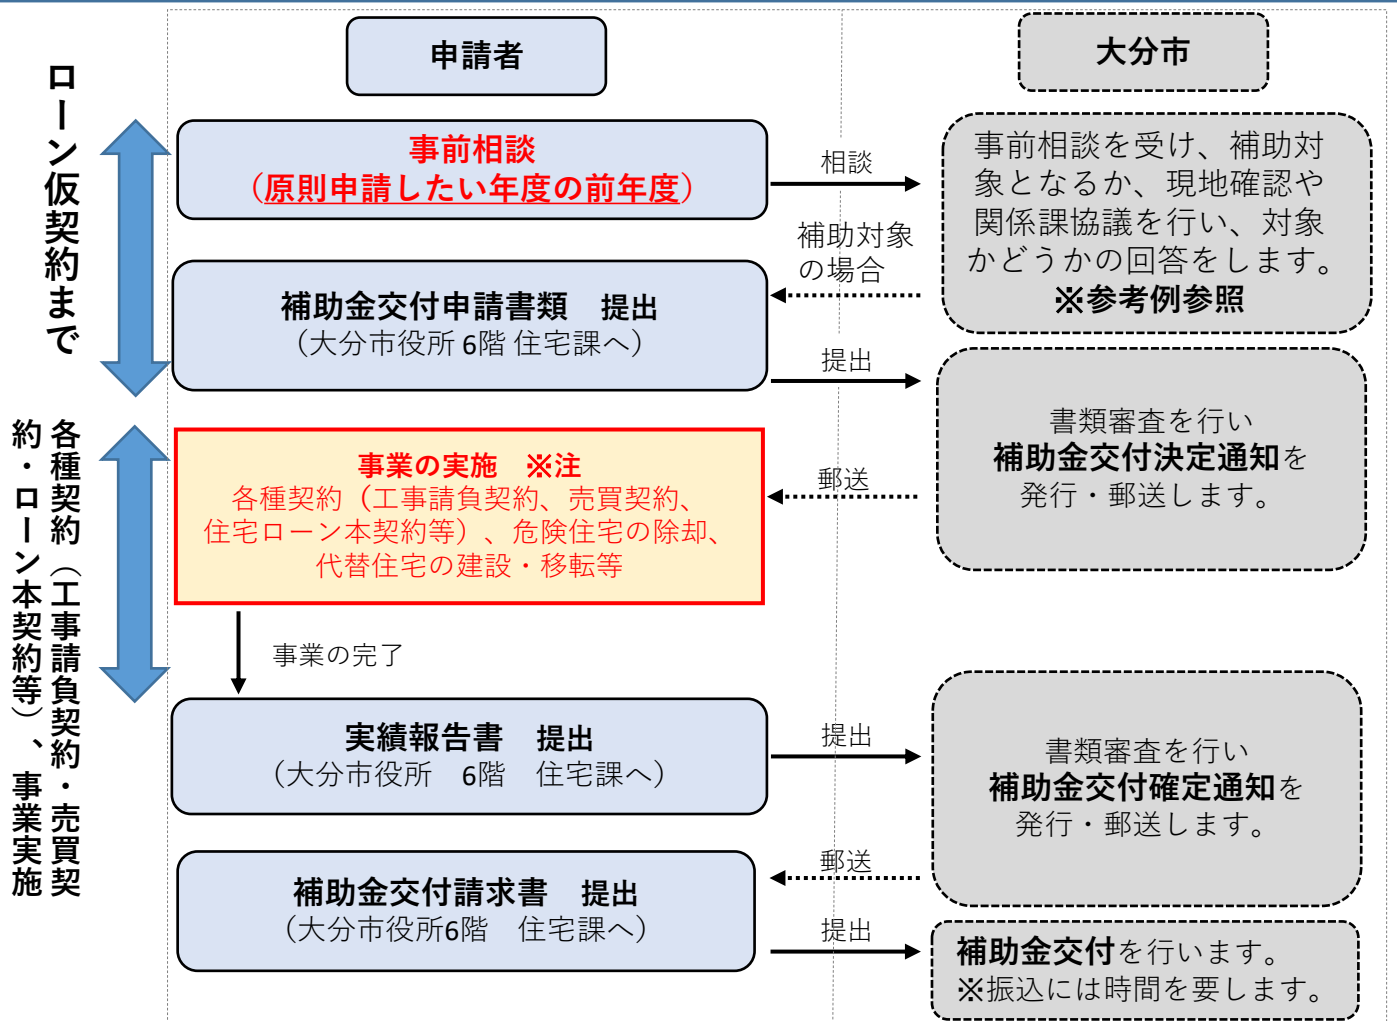 申請者
大分市
ローン仮契約まで
事前相談
（原則申請したい年度の前年度）
相談
事前相談を受け、補助対
象となるか、現地確認や
関係課協議を行い、対象
かどうかの回答をします。
※参考例参照
補助対象
の場合
補助金交付申請書類　提出
（大分市役所 6階 住宅課へ）
提出
書類審査を行い
補助金交付決定通知を
発行・郵送します。
郵送
各種契約（工事請負契約・売買契
約・ローン本契約等）、事業実施
事業の実施　※注
各種契約（工事請負契約、売買契約、
住宅ローン本契約等）、危険住宅の除却、
代替住宅の建設・移転等
事業の完了
実績報告書　提出
（大分市役所　6階　住宅課へ）
提出
書類審査を行い
補助金交付確定通知を
発行・郵送します。
郵送
補助金交付請求書　提出
（大分市役所6階　住宅課へ）
提出
補助金交付を行います。
※振込には時間を要します。